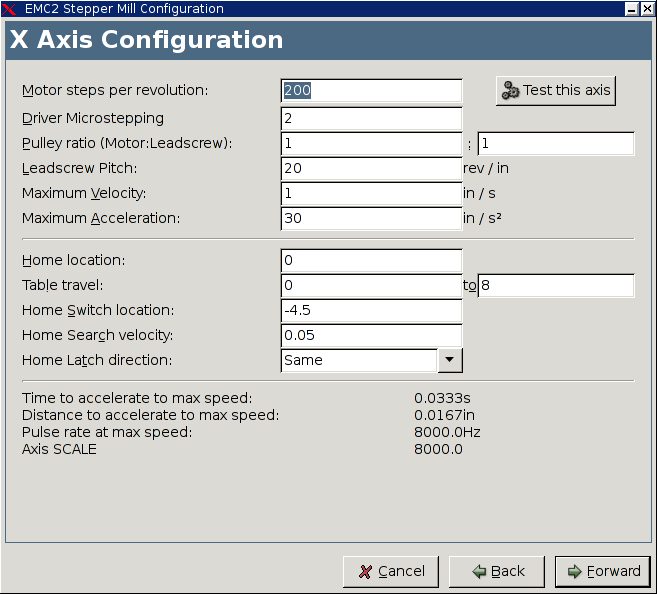 EMC2 Stepper Mill Configuration
X Axis Configuration
Motor steps per revolution: 200 Test this axis
Driver Microstepping 2
Pulley ratio (Motor:Leadscrew): 1 : 1
Leadscrew Pitch: 20 rev / in
Maximum Velocity: 1 in / s
Maximum Acceleration: 30 in / s²
Home location: 0
Table travel: 0 to 8
Home Switch location: -4.5
Home Search velocity: 0.05
Home Latch direction: Same
Time to accelerate to max speed: 0.0333s
Distance to accelerate to max speed: 0.0167in
Pulse rate at max speed: 8000.0Hz
Axis SCALE 8000.0
Cancel Back Forward